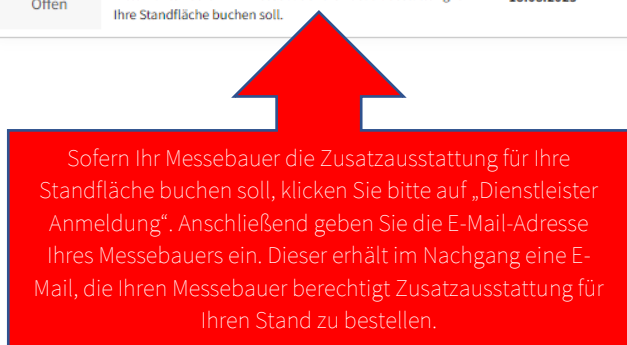 Offen
Ihre Standfläche buchen soll.
Sofern Ihr Messebauer die Zusatzausstattung für Ihre
Standfläche buchen soll, klicken Sie bitte auf „Dienstleister
Anmeldung“. Anschließend geben Sie die E-Mail-Adresse
Ihres Messebauers ein. Dieser erhält im Nachgang eine E-
Mail, die Ihren Messebauer berechtigt Zusatzausstattung für
Ihren Stand zu bestellen.